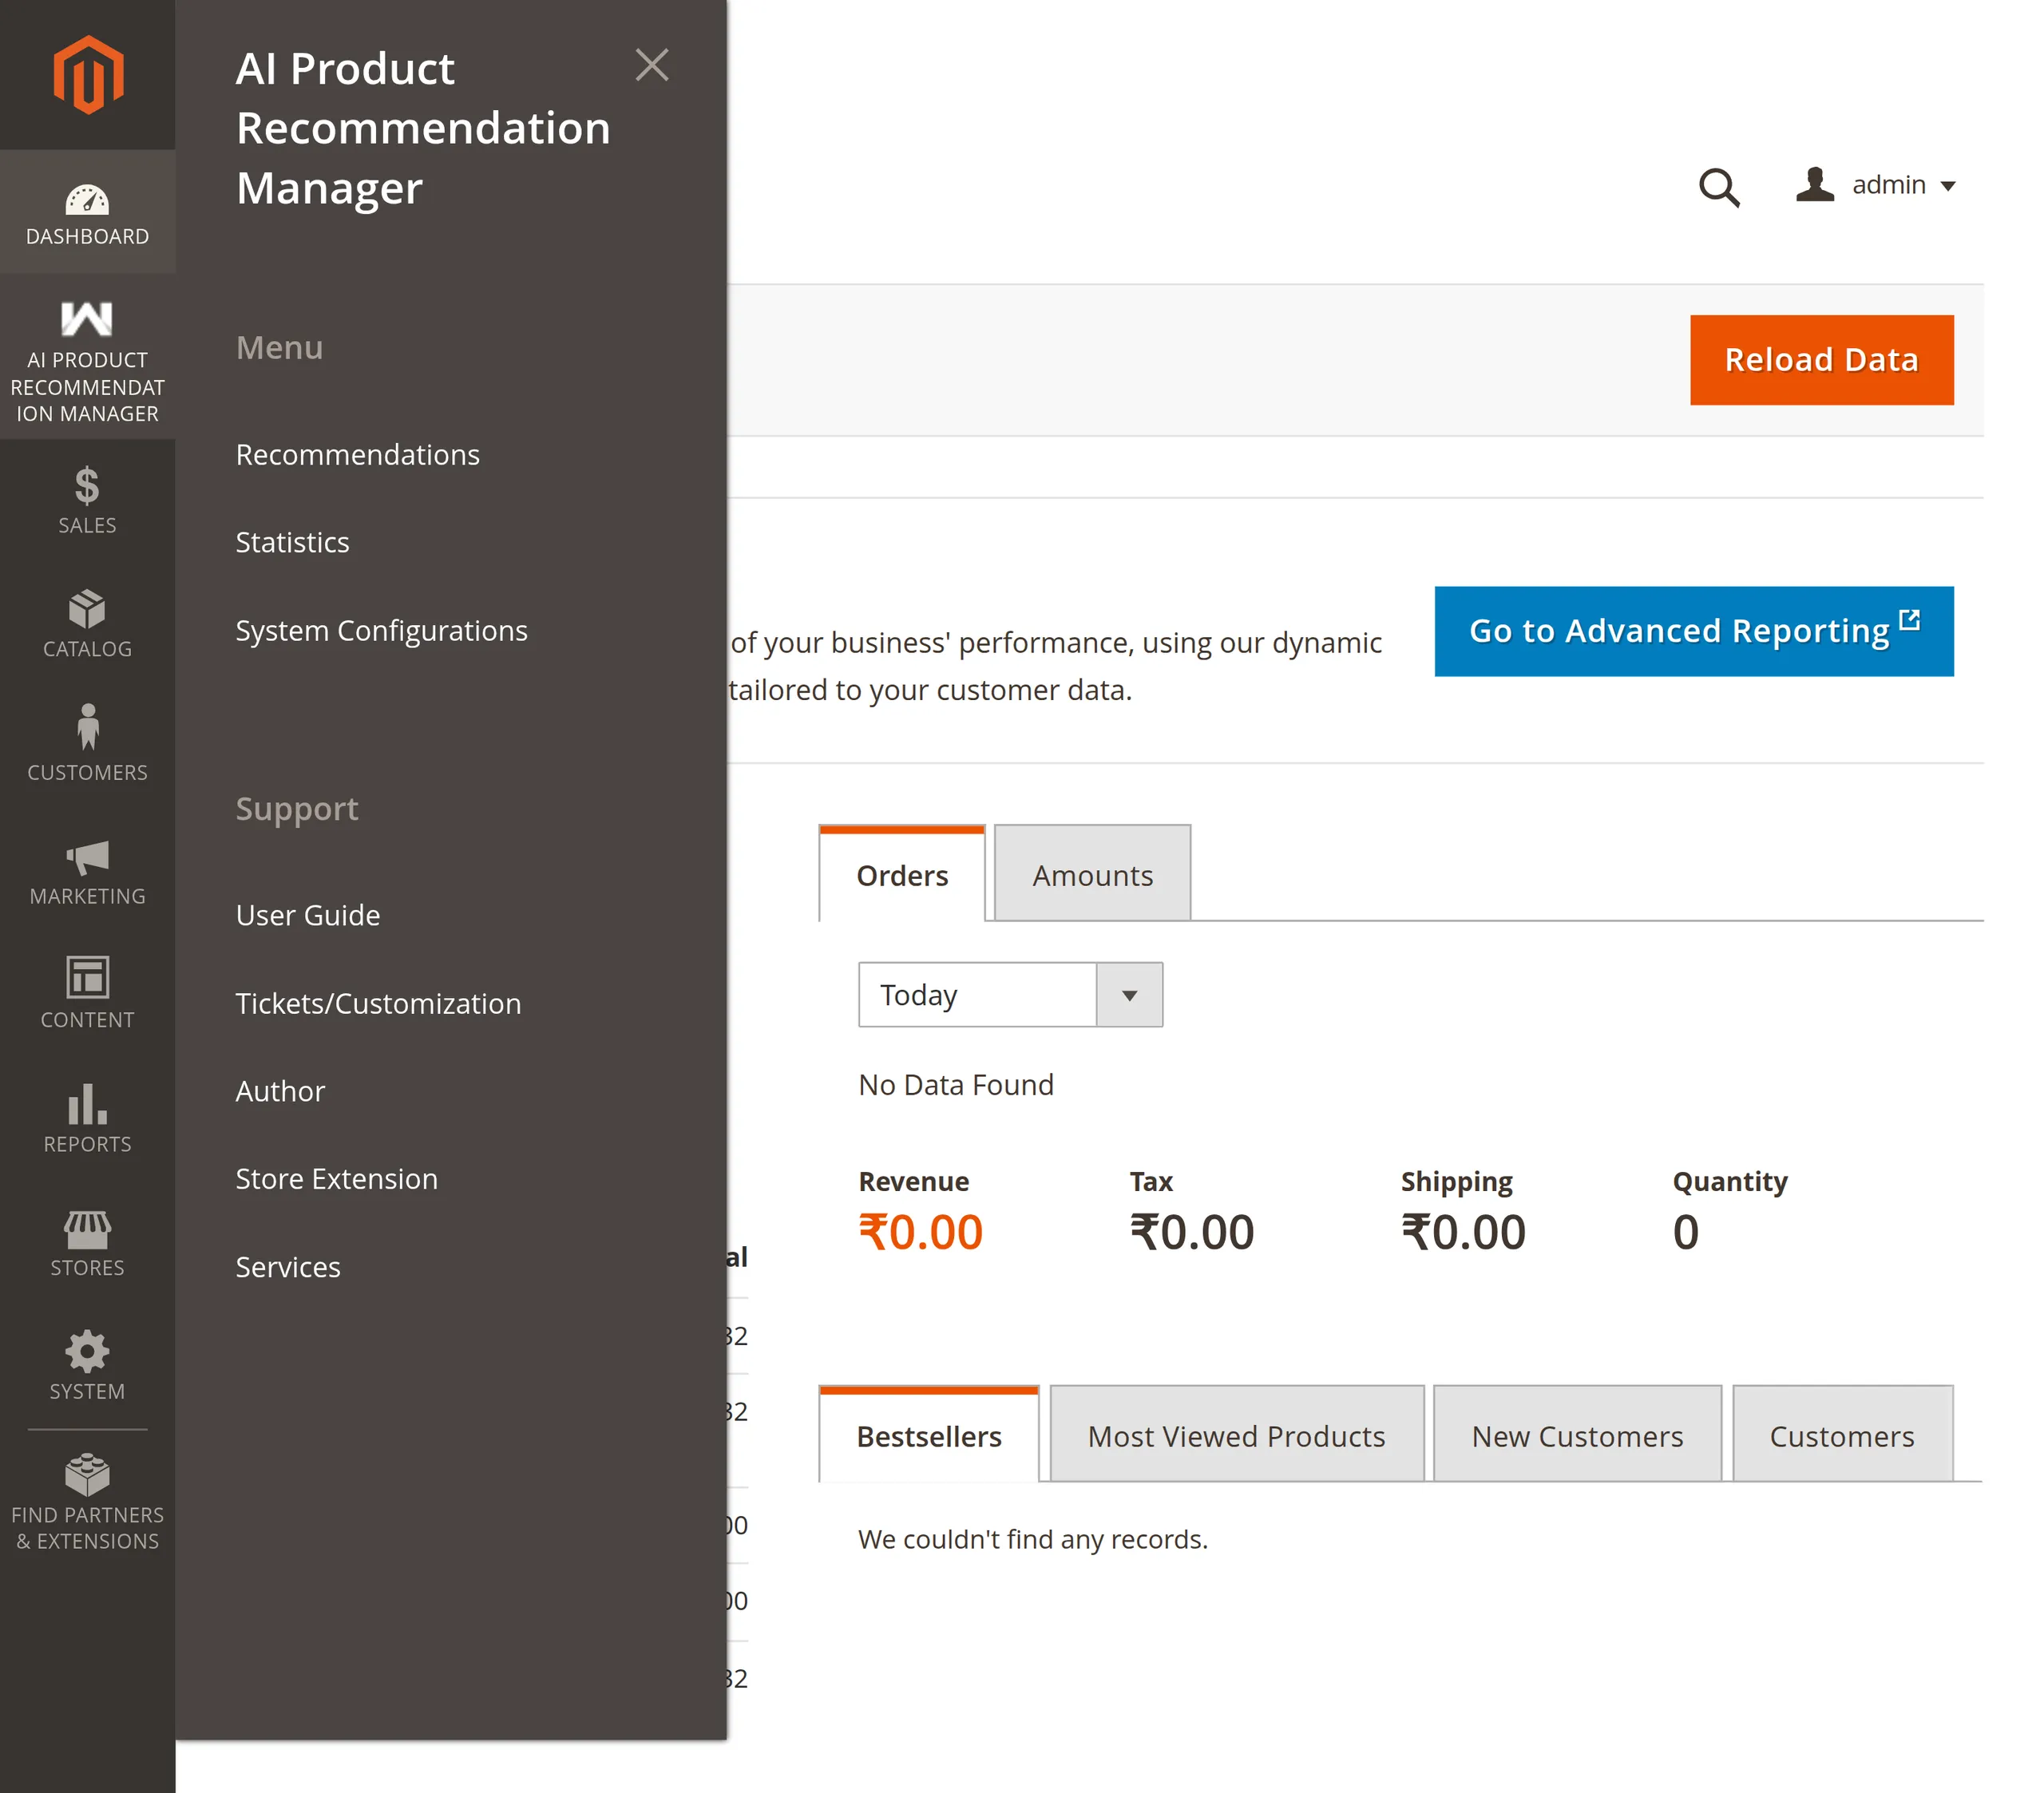 DASHBOARD
AI PRODUCT
RECOMMENDAT
ION MANAGER
SALES
CATALOG
CUSTOMERS
MARKETING
CONTENT
REPORTS
STORES
SYSTEM
FIND PARTNERS
& EXTENSIONS
AI Product
Recommendation
Manager
Menu
Recommendations
Statistics
System Configurations
Support
User Guide
Tickets/Customization
Author
Store Extension
Services
admin
Reload Data
of your business' performance, using our dynamic
tailored to your customer data.
Go to Advanced Reporting
Orders
Amounts
Today
No Data Found
Revenue
Tax
Shipping
Quantity
₹0.00
₹0.00
₹0.00
0
Bestsellers
Most Viewed Products
New Customers
Customers
We couldn't find any records.